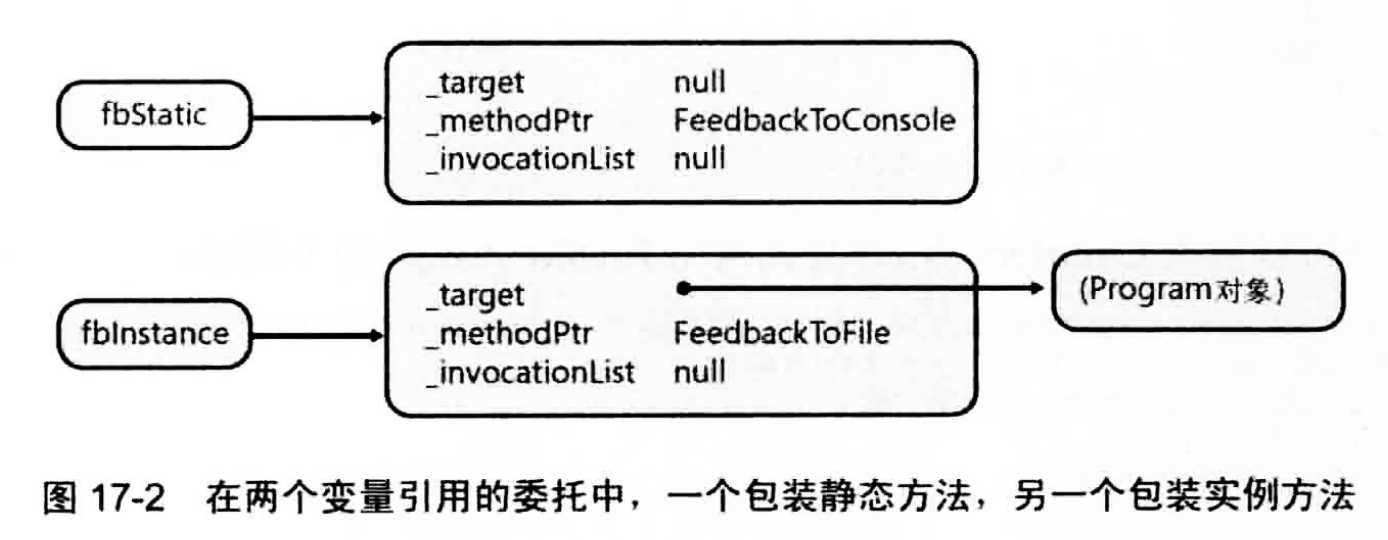 fbStatic
_target null
_methodPtr FeedbackToConsole
_invocationList null
fbInstance
_target
_methodPtr FeedbackToFile
_invocationList null
(Program对象)
图 17-2 在两个变量引用的委托中，一个包装静态方法，另一个包装实例方法